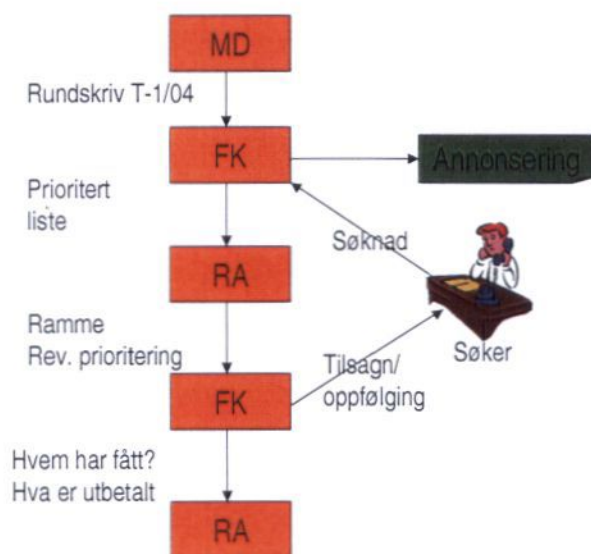 MD
Rundskriv T-1/04
FK
Annonsering
Prioritert
liste
Søknad
RA
Søker
Ramme
Rev. prioritering
Tilsagn/
oppfølging
FK
Hvem har fått?
Hva er utbetalt
RA